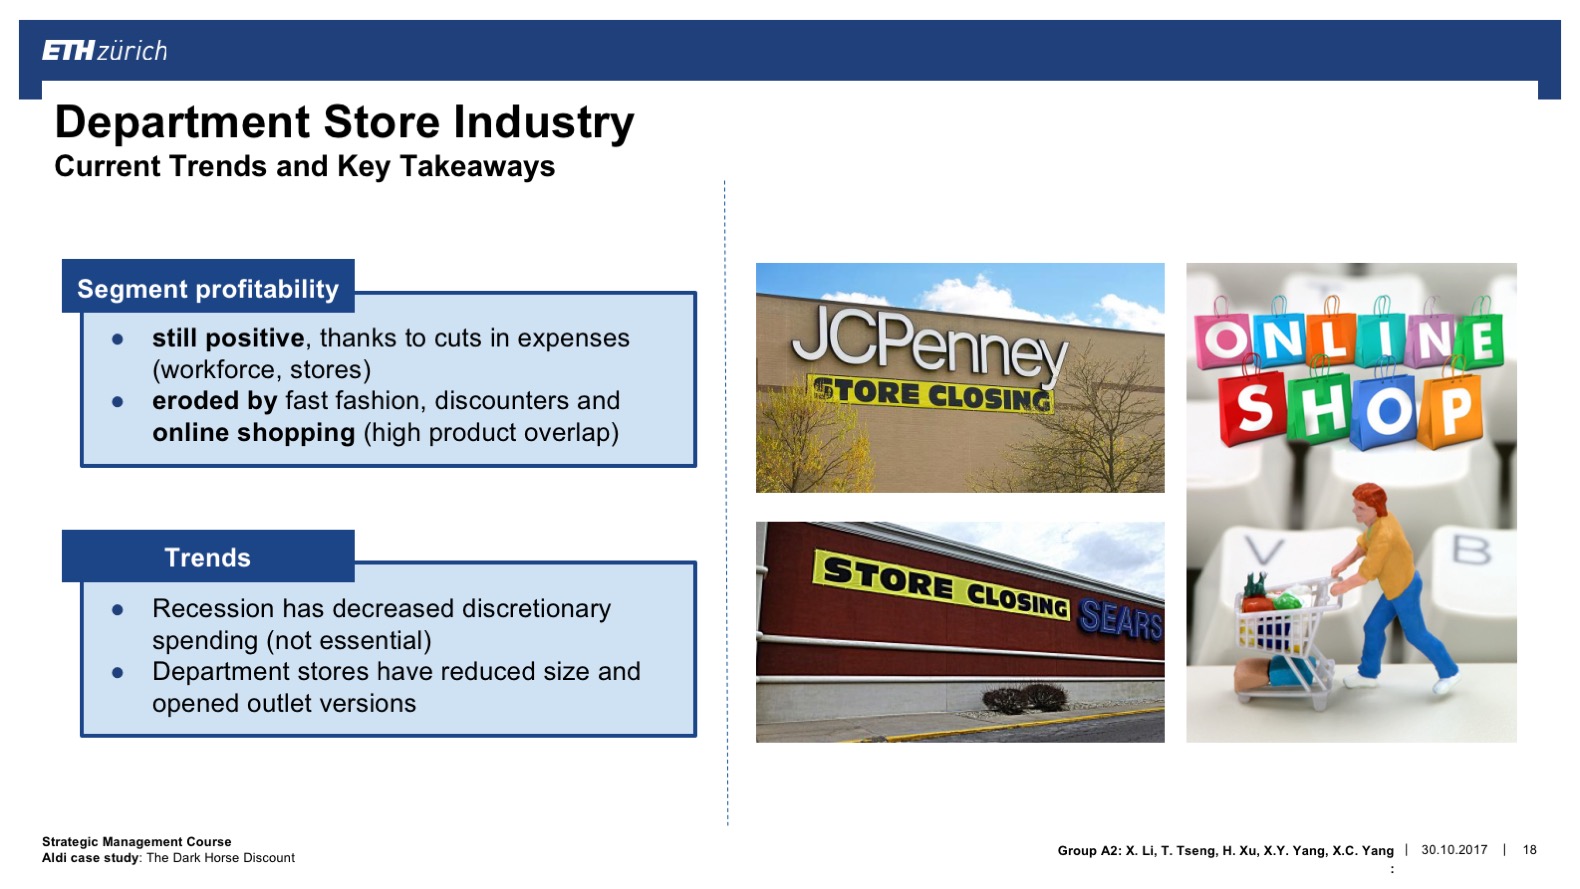 ETH zürich
Department Store Industry
Current Trends and Key Takeaways
Segment profitability
● still positive, thanks to cuts in expenses
(workforce, stores)
● eroded by fast fashion, discounters and
online shopping (high product overlap)
Trends
● Recession has decreased discretionary
spending (not essential)
● Department stores have reduced size and
opened outlet versions
JCPenney
STORE CLOSING
STORE CLOSING SEARS
ONLINE
SHOP
V B
Strategic Management Course
Aldi case study: The Dark Horse Discount
Group A2: X. Li, T. Tseng, H. Xu, X.Y. Yang, X.C. Yang | 30.10.2017 | 18
: